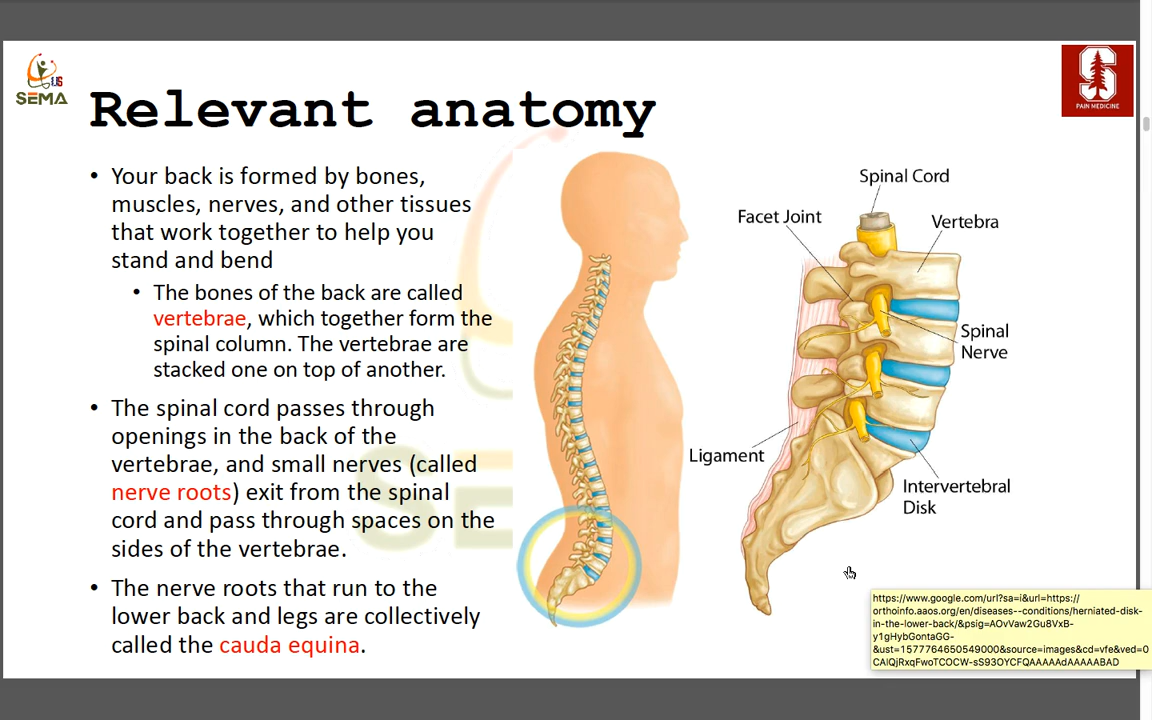 US
SEMA
PAIN MEDICINE
Relevant anatomy
• Your back is formed by bones,
muscles, nerves, and other tissues
that work together to help you
stand and bend
• The bones of the back are called
vertebrae, which together form the
spinal column. The vertebrae are
stacked one on top of another.
• The spinal cord passes through
openings in the back of the
vertebrae, and small nerves (called
nerve roots) exit from the spinal
cord and pass through spaces on the
sides of the vertebrae.
• The nerve roots that run to the
lower back and legs are collectively
called the cauda equina.
Spinal Cord
Facet Joint
Vertebra
Spinal
Nerve
Ligament
Intervertebral
Disk
https://www.google.com/url?sa=i&url=https://
orthoinfo.aaos.org/en/diseases--conditions/herniated-disk-
in-the-lower-back/&psig=AOvVaw2Gu8VxB-
y1gHybGontaGG-
&ust=1577764650549000&source=images&cd=vfe&ved=0
CAIQjRxqFwoTCOCW-sS93OYCFQAAAAAdAAAAABAD